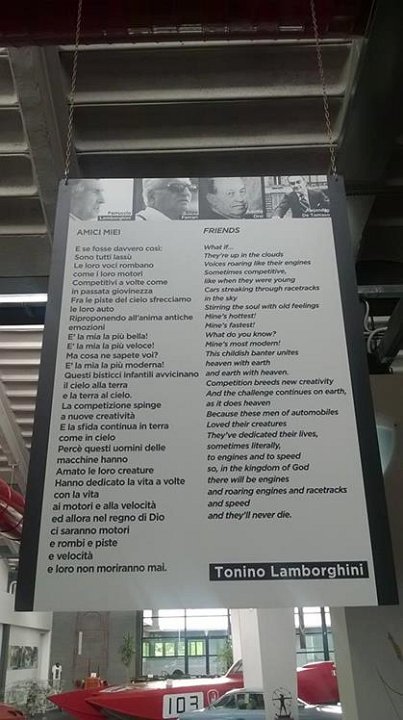 Ferruccio
Lamborghini
Enzo
Ferrari
Adolfo
Orsi
Alejandro
De Tomaso
AMICI MIEI
E se fosse davvero così:
Sono tutti lassù
Le loro voci rombano
come i loro motori
Competitivi a volte come
in passata giovinezza
Fra le piste del cielo sfrecciamo
le loro auto
Riproponendo all'anima antiche
emozioni
E' la mia la più bella!
E' la mia la più veloce!
Ma cosa ne sapete voi?
E' la mia la più moderna!
Questi bisticci infantili avvicinano
il cielo alla terra
e la terra al cielo.
La competizione spinge
a nuove creatività
E la sfida continua in terra
come in cielo
Percè questi uomini delle
macchine hanno
Amato le loro creature
Hanno dedicato la vita a volte
con la vita
ai motori e alla velocità
ed allora nel regno di Dio
ci saranno motori
e rombi e piste
e velocità
e loro non moriranno mai.
FRIENDS
What if...
They're up in the clouds
Voices roaring like their engines
Sometimes competitive,
like when they were young
Cars streaking through racetracks
in the sky
Stirring the soul with old feelings
Mine's hottest!
Mine's fastest!
What do you know?
Mine's most modern!
This childish banter unites
heaven with earth
and earth with heaven.
Competition breeds new creativity
And the challenge continues on earth,
as it does heaven
Because these men of automobiles
Loved their creatures
They've dedicated their lives,
sometimes literally,
to engines and to speed
so, in the kingdom of God
there will be engines
and roaring engines and racetracks
and speed
and they'll never die.
Tonino Lamborghini
103